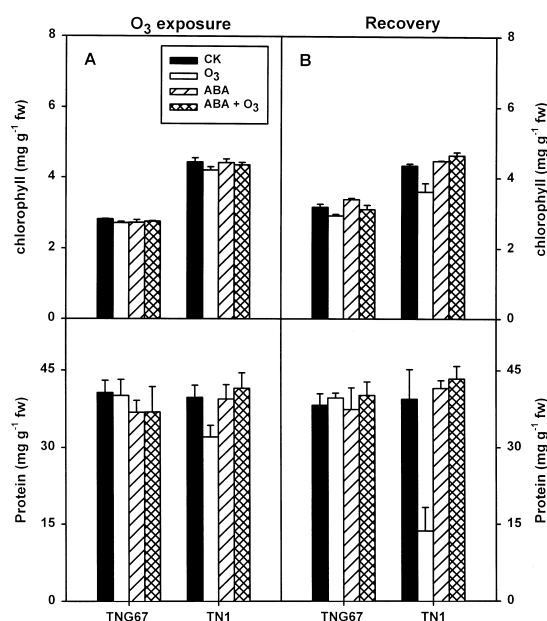 O3 exposure
Recovery
A
B
CK
O3
ABA
ABA + O3
chlorophyll (mg g-1 fw)
8
6
4
2
0
8
6
4
2
0
chlorophyll (mg g-1 fw)
Protein (mg g-1 fw)
45
30
15
0
45
30
15
0
Protein (mg g-1 fw)
TNG67
TN1
TNG67
TN1